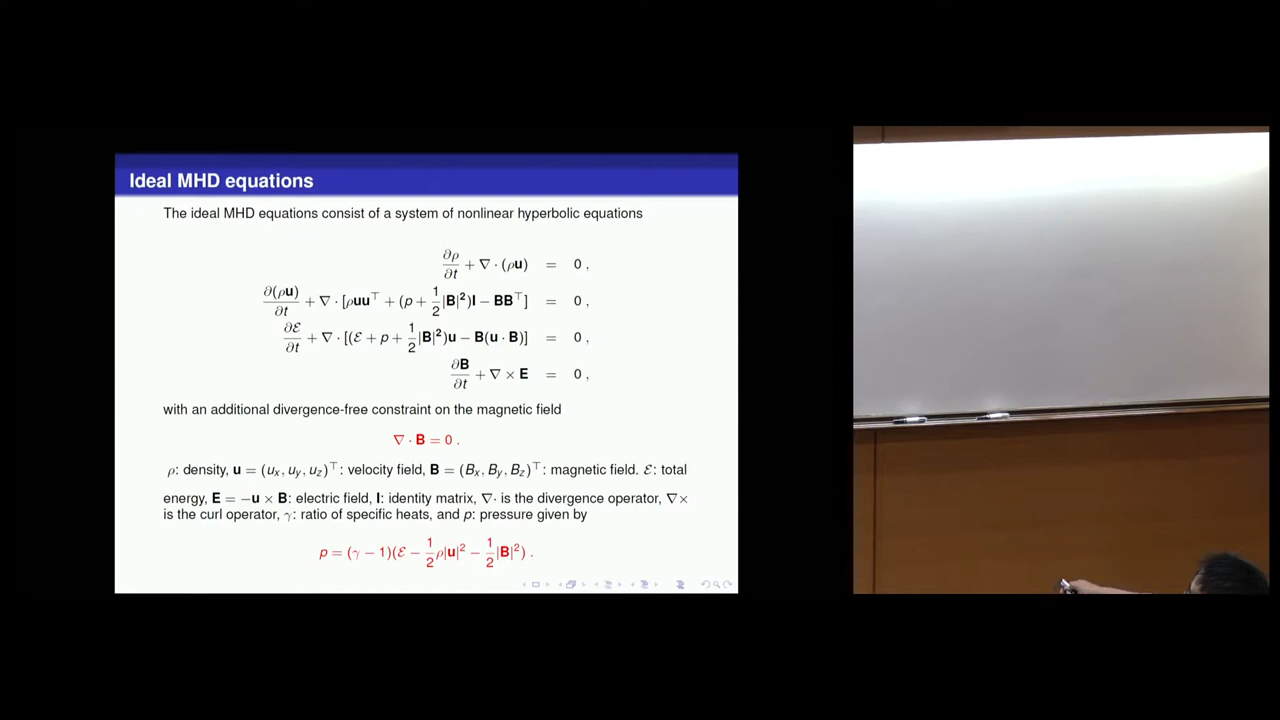 Ideal MHD equations
The ideal MHD equations consist of a system of nonlinear hyperbolic equations
∂ρ/∂t + ∇ · (ρu) = 0 ,
∂(ρu)/∂t + ∇ · [ρuu⊤ + (p + 1/2|B|²)I − BB⊤] = 0 ,
∂ℰ/∂t + ∇ · [(ℰ + p + 1/2|B|²)u − B(u · B)] = 0 ,
∂B/∂t + ∇ × E = 0 ,
with an additional divergence-free constraint on the magnetic field
∇ · B = 0 .
ρ: density, u = (uₓ, u_y, u_z)⊤: velocity field, B = (Bₓ, B_y, B_z)⊤: magnetic field. ℰ: total
energy, E = −u × B: electric field, I: identity matrix, ∇· is the divergence operator, ∇×
is the curl operator, γ: ratio of specific heats, and p: pressure given by
p = (γ − 1)(ℰ − 1/2ρ|u|² − 1/2|B|²) .